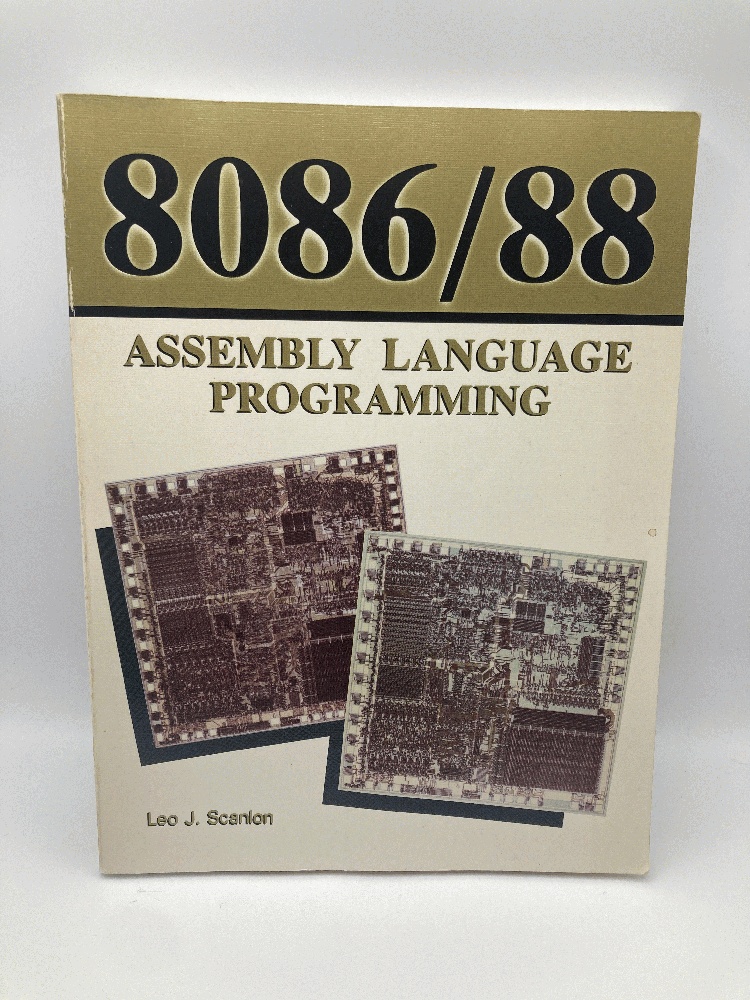 8086/88
ASSEMBLY LANGUAGE
PROGRAMMING
Leo J. Scanlon